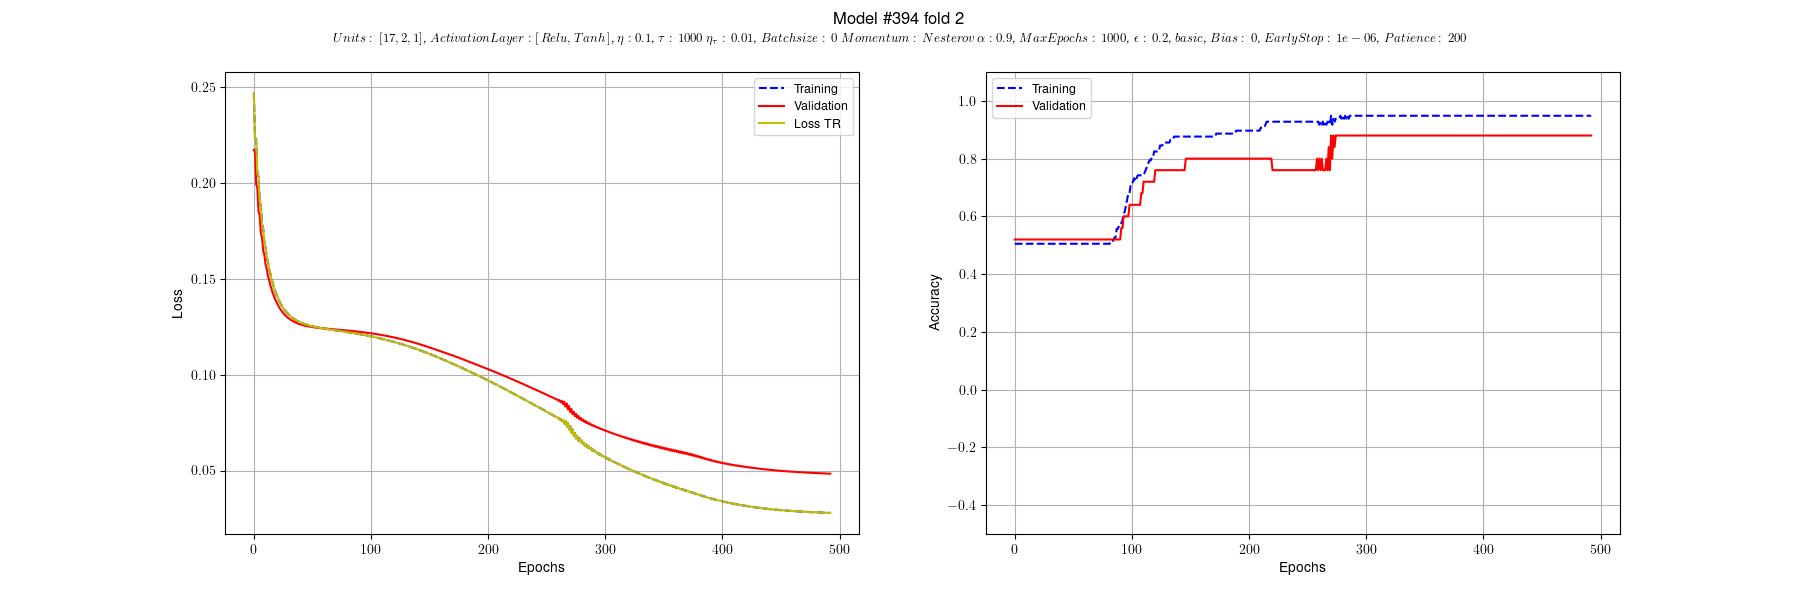 Model #394 fold 2
Units : [17, 2, 1], ActivationLayer : [Relu, Tanh], η : 0.1, τ : 1000 ητ : 0.01, Batchsize : 0 Momentum : Nesterov α : 0.9, MaxEpochs : 1000, ϵ : 0.2, basic, Bias : 0, EarlyStop : 1e − 06, Patience : 200
Loss
0.25
0.20
0.15
0.10
0.05
Training
Validation
Loss TR
0 100 200 300 400 500
Epochs
Accuracy
1.0
0.8
0.6
0.4
0.2
0.0
−0.2
−0.4
Training
Validation
0 100 200 300 400 500
Epochs